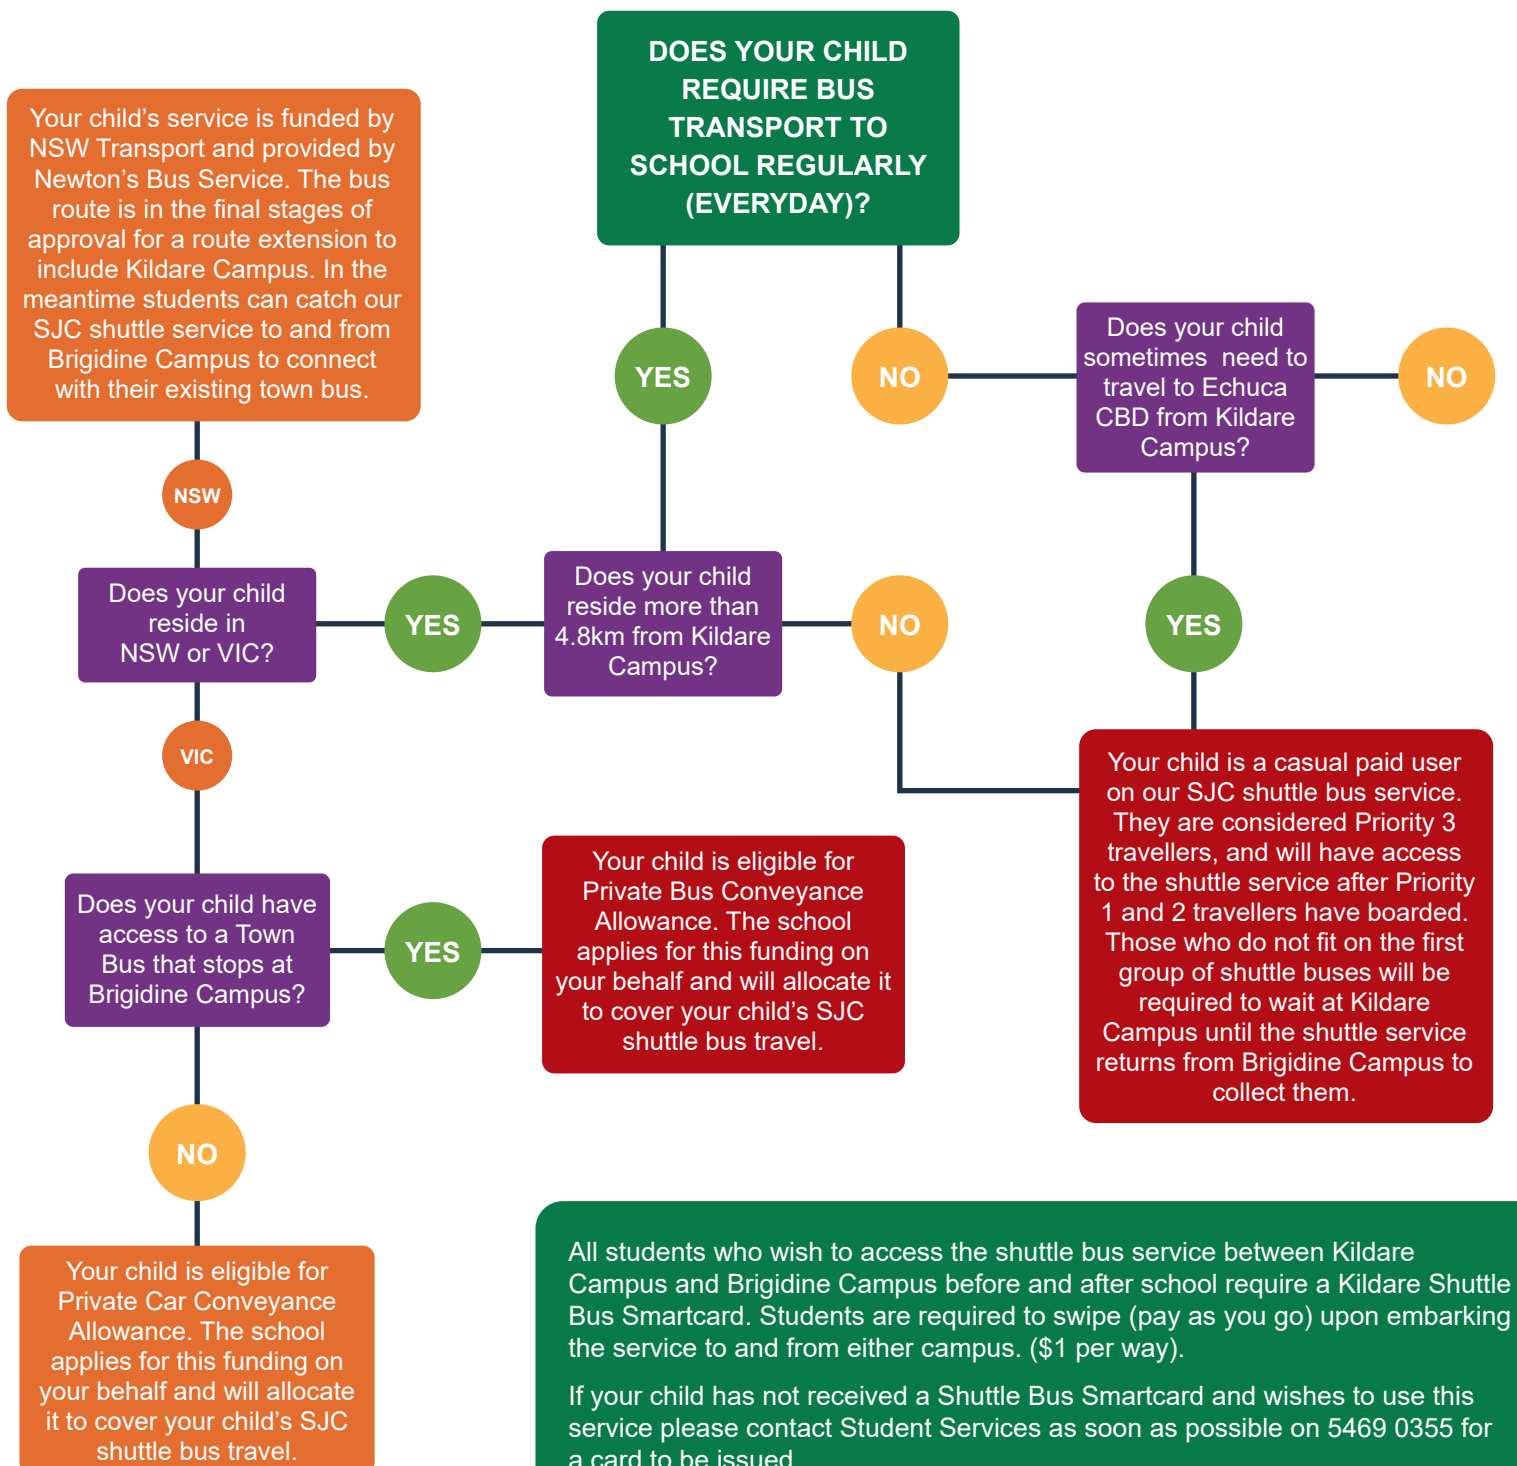 DOES YOUR CHILD
REQUIRE BUS
TRANSPORT TO
SCHOOL REGULARLY
(EVERYDAY)?
Your child’s service is funded by
NSW Transport and provided by
Newton’s Bus Service. The bus
route is in the final stages of
approval for a route extension to
include Kildare Campus. In the
meantime students can catch our
SJC shuttle service to and from
Brigidine Campus to connect
with their existing town bus.
YES
NO
Does your child
sometimes  need to
travel to Echuca
CBD from Kildare
Campus?
NO
NSW
Does your child
reside in
NSW or VIC?
YES
Does your child
reside more than
4.8km from Kildare
Campus?
NO
YES
VIC
Your child is a casual paid user
on our SJC shuttle bus service.
They are considered Priority 3
travellers, and will have access
to the shuttle service after Priority
1 and 2 travellers have boarded.
Those who do not fit on the first
group of shuttle buses will be
required to wait at Kildare
Campus until the shuttle service
returns from Brigidine Campus to
collect them.
Does your child have
access to a Town
Bus that stops at
Brigidine Campus?
YES
Your child is eligible for
Private Bus Conveyance
Allowance. The school
applies for this funding on
your behalf and will allocate it
to cover your child’s SJC
shuttle bus travel.
NO
Your child is eligible for
Private Car Conveyance
Allowance. The school
applies for this funding on
your behalf and will allocate
it to cover your child’s SJC
shuttle bus travel.
All students who wish to access the shuttle bus service between Kildare
Campus and Brigidine Campus before and after school require a Kildare Shuttle
Bus Smartcard. Students are required to swipe (pay as you go) upon embarking
the service to and from either campus. ($1 per way).
If your child has not received a Shuttle Bus Smartcard and wishes to use this
service please contact Student Services as soon as possible on 5469 0355 for
a card to be issued